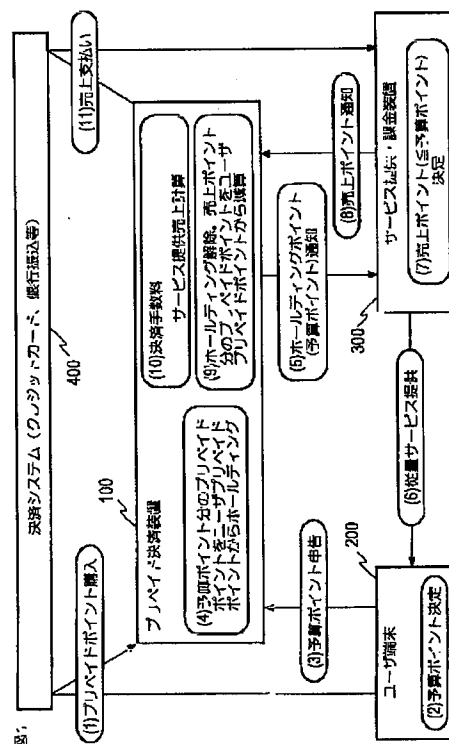 図1
決済システム（クレジットカード、銀行振込等）
400
(1)プリペイドポイント購入
(11)売上支払い
プリペイド決済装置
100
(4)予算ポイント分のプリペイド
ポイントをユーザプリペイド
ポイントからホールディング
(10)決済手数料
サービス提供売上計算
(9)ホールディング解除、売上ポイント
分のプリペイドポイントをユーザ
プリペイドポイントから減算
(3)予算ポイント申告
(5)ホールディングポイント
(予算ポイント)通知
(8)売上ポイント通知
200
ユーザ端末
(2)予算ポイント決定
(6)従量サービス提供
300
サービス提供・課金装置
(7)売上ポイント(≦予算ポイント)
決定